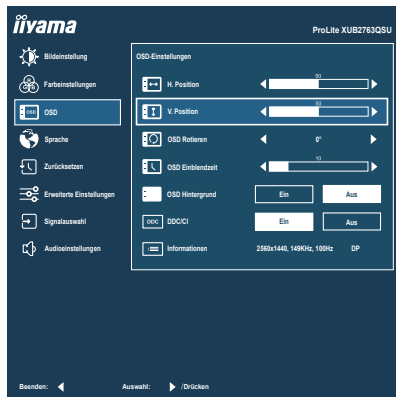 iiyama
ProLite XUB2763QSU
Bildeinstellung
Farbeinstellungen
OSD
Sprache
Zurücksetzen
Erweiterte Einstellungen
Signalauswahl
Audioeinstellungen
OSD-Einstellungen
H. Position 50
V. Position 50
OSD Rotieren 0°
OSD Einblendzeit 10
OSD Hintergrund Ein Aus
DDC DDC/CI Ein Aus
Informationen 2560x1440, 149KHz, 100Hz DP
Beenden: Auswahl: /Drücken